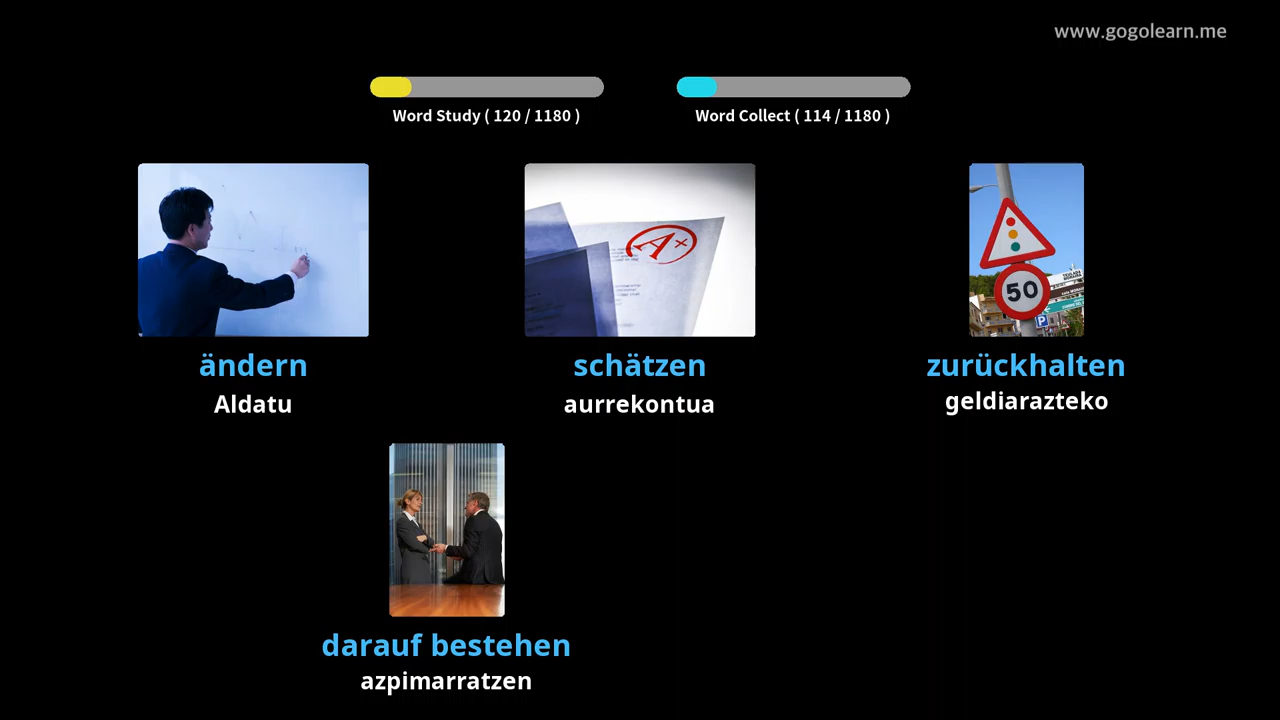 www.gogolearn.me
Word Study ( 120 / 1180 )
Word Collect ( 114 / 1180 )
A+
50
P
ändern
Aldatu
schätzen
aurrekontua
zurückhalten
geldiarazteko
darauf bestehen
azpimarratzen